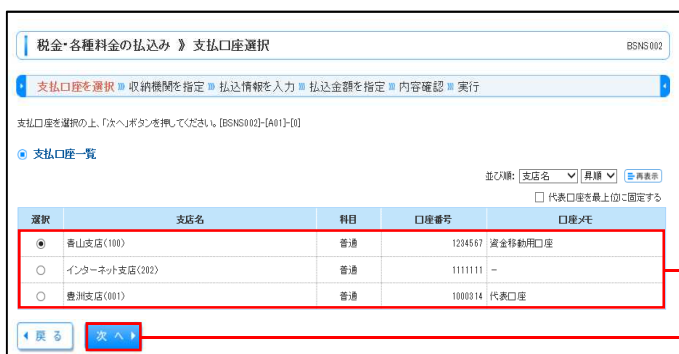 税金・各種料金の払込み 》 支払口座選択 BSNS002
支払口座を選択 》 収納機関を指定 》 払込情報を入力 》 払込金額を指定 》 内容確認 》 実行
支払口座を選択の上、「次へ」ボタンを押してください。[BSNS002]-[A01]-[0]
支払口座一覧
並び順: 支店名 昇順 再表示
代表口座を最上位に固定する
選択 支店名 科目 口座番号 口座メモ
青山支店(100) 普通 1234567 資金移動用口座
インターネット支店(202) 普通 1111111 -
豊洲支店(001) 普通 1000314 代表口座
戻る 次へ